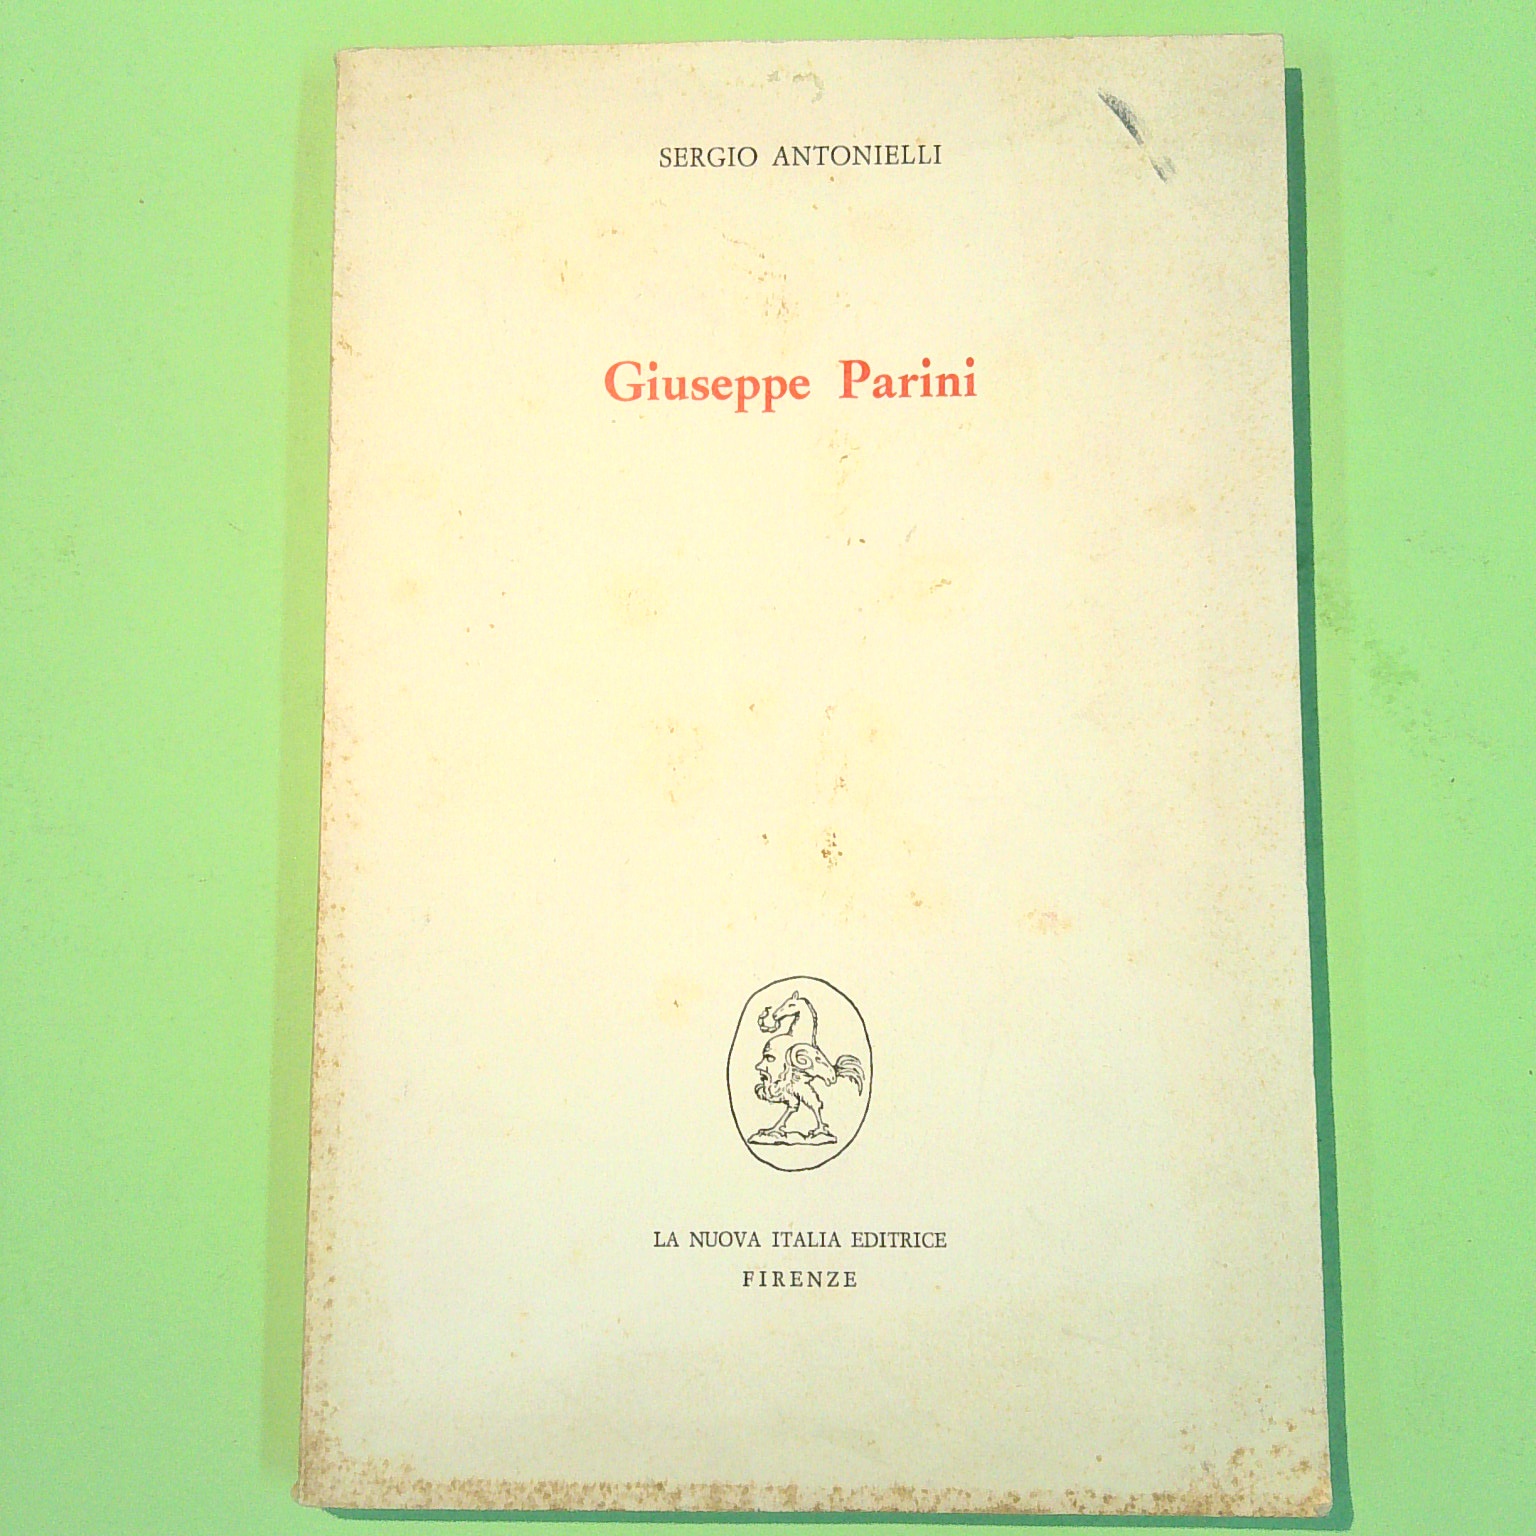 SERGIO ANTONIELLI
Giuseppe Parini
LA NUOVA ITALIA EDITRICE
FIRENZE